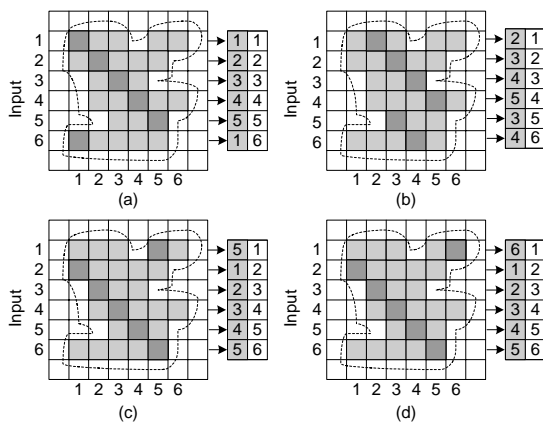 Input
1 1 1
2 2 2
3 3 3
4 4 4
5 5 5
6 1 6
1 2 3 4 5 6
(a)
Input
1 2 1
2 3 2
3 4 3
4 5 4
5 3 5
6 4 6
1 2 3 4 5 6
(b)
Input
1 5 1
2 1 2
3 2 3
4 3 4
5 4 5
6 5 6
1 2 3 4 5 6
(c)
Input
1 6 1
2 1 2
3 2 3
4 3 4
5 4 5
6 5 6
1 2 3 4 5 6
(d)